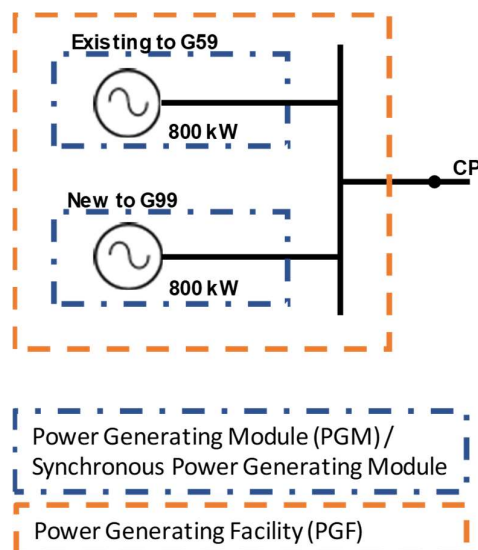 Existing to G59
800 kW
CP
New to G99
800 kW
Power Generating Module (PGM) /
Synchronous Power Generating Module
Power Generating Facility (PGF)